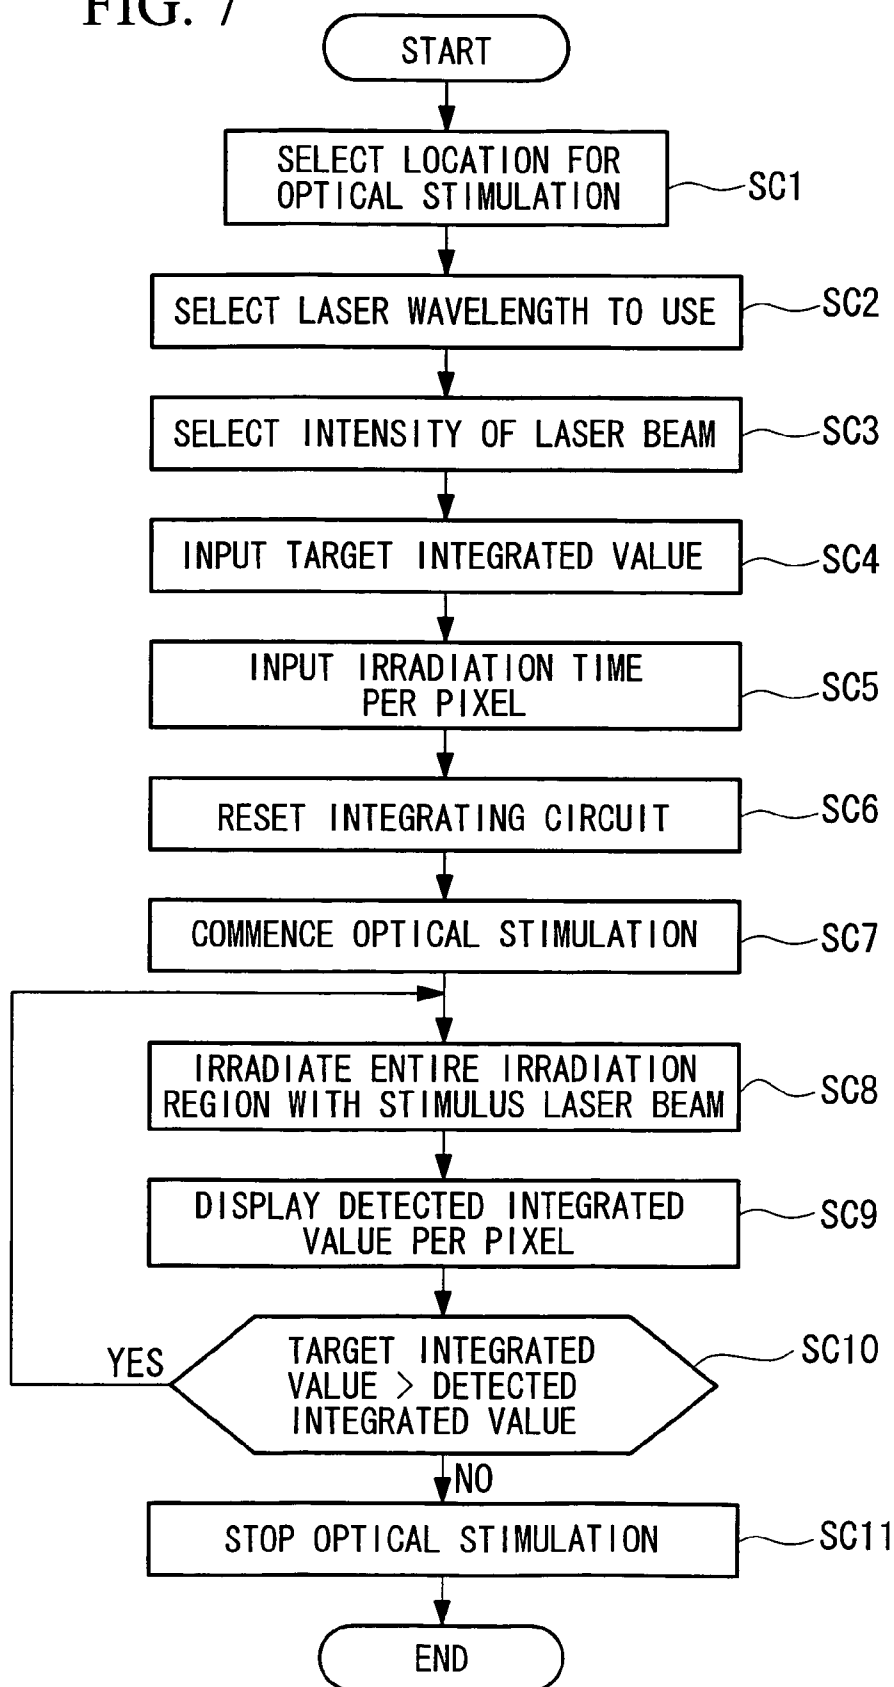 FIG. 7
START
SELECT LOCATION FOR
OPTICAL STIMULATION
SC1
SELECT LASER WAVELENGTH TO USE
SC2
SELECT INTENSITY OF LASER BEAM
SC3
INPUT TARGET INTEGRATED VALUE
SC4
INPUT IRRADIATION TIME
PER PIXEL
SC5
RESET INTEGRATING CIRCUIT
SC6
COMMENCE OPTICAL STIMULATION
SC7
IRRADIATE ENTIRE IRRADIATION
REGION WITH STIMULUS LASER BEAM
SC8
DISPLAY DETECTED INTEGRATED
VALUE PER PIXEL
SC9
TARGET INTEGRATED
VALUE > DETECTED
INTEGRATED VALUE
SC10
YES
NO
STOP OPTICAL STIMULATION
SC11
END